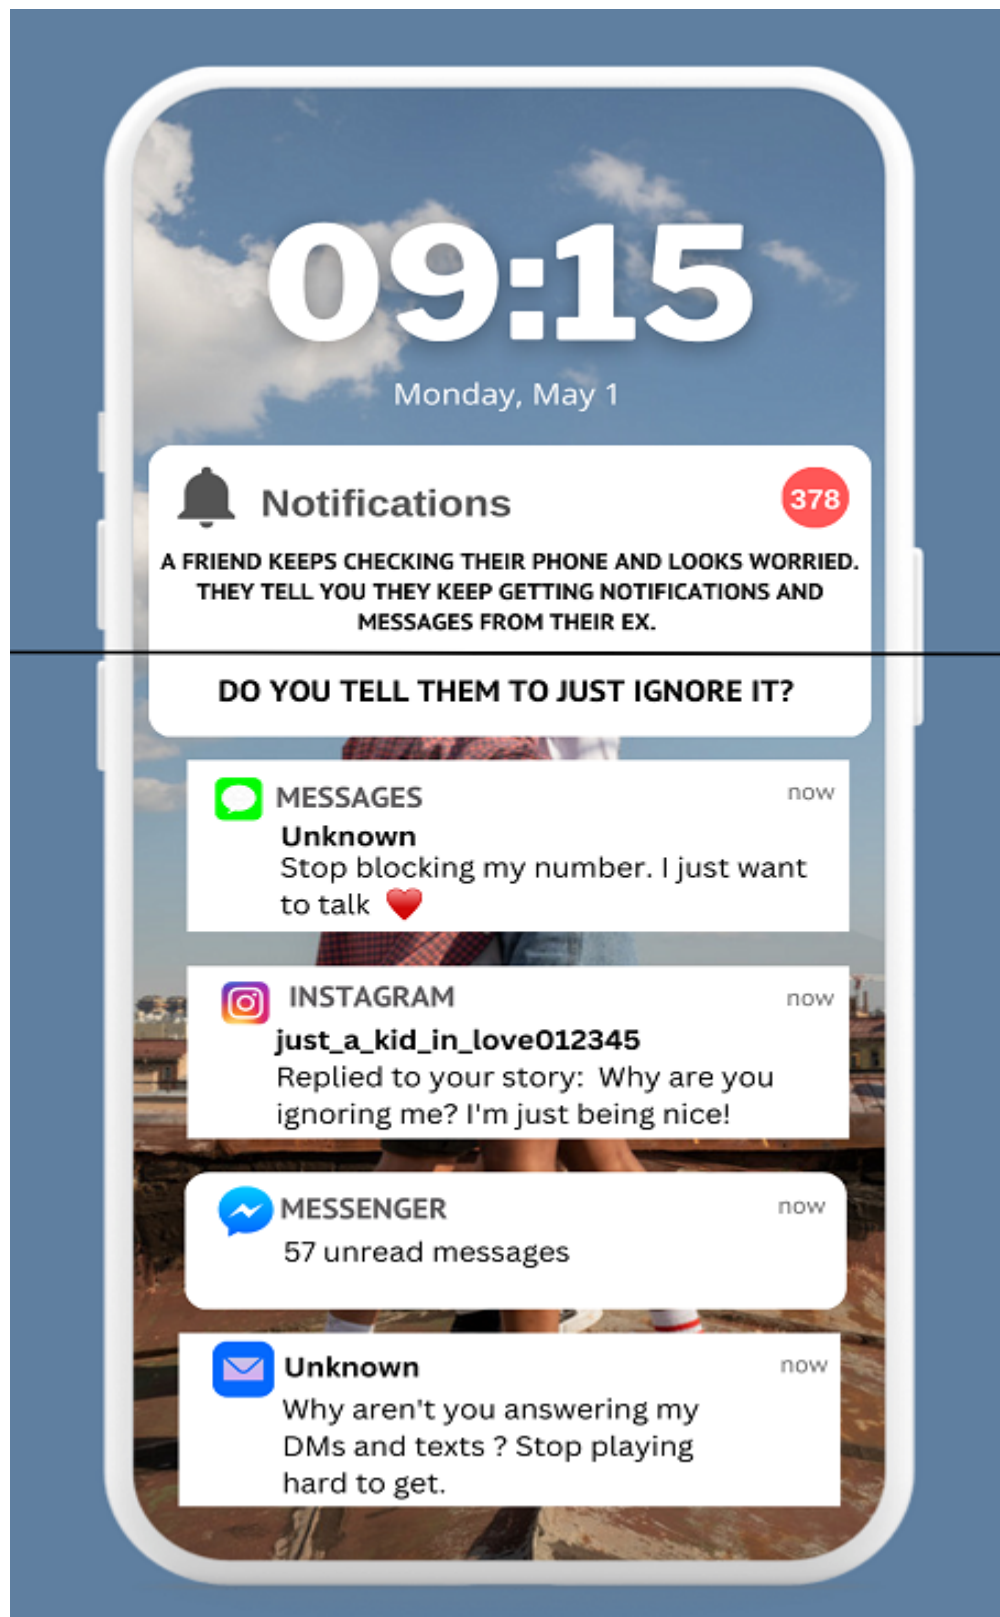 09:15
Monday, May 1
Notifications
378
A FRIEND KEEPS CHECKING THEIR PHONE AND LOOKS WORRIED.
THEY TELL YOU THEY KEEP GETTING NOTIFICATIONS AND
MESSAGES FROM THEIR EX.
DO YOU TELL THEM TO JUST IGNORE IT?
MESSAGES
now
Unknown
Stop blocking my number. I just want
to talk ❤️
INSTAGRAM
now
just_a_kid_in_love012345
Replied to your story: Why are you
ignoring me? I'm just being nice!
MESSENGER
now
57 unread messages
Unknown
now
Why aren't you answering my
DMs and texts ? Stop playing
hard to get.